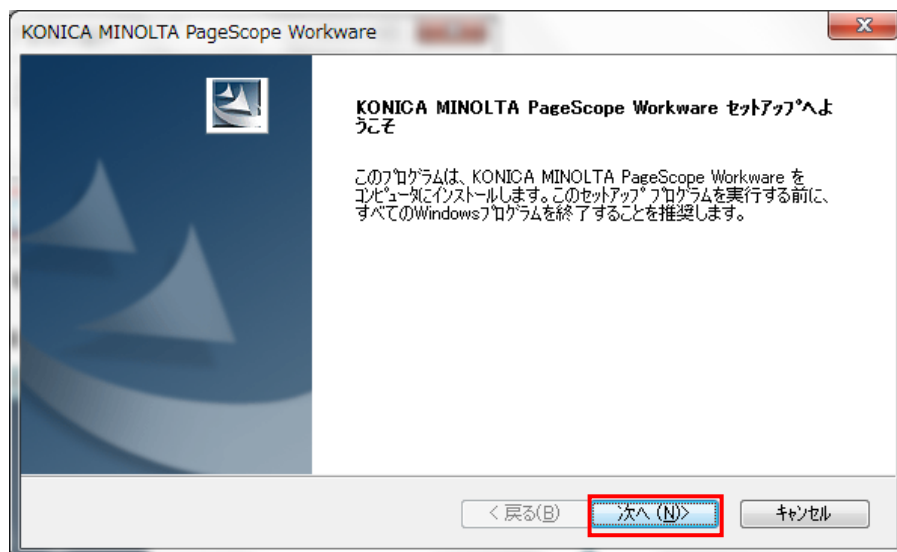 KONICA MINOLTA PageScope Workware
KONICA MINOLTA PageScope Workware セットアップへよ
うこそ
このプログラムは、KONICA MINOLTA PageScope Workware を
コンピュータにインストールします。このセットアップ プログラムを実行する前に、
すべてのWindowsプログラムを終了することを推奨します。
< 戻る(B)
次へ (N)>
キャンセル